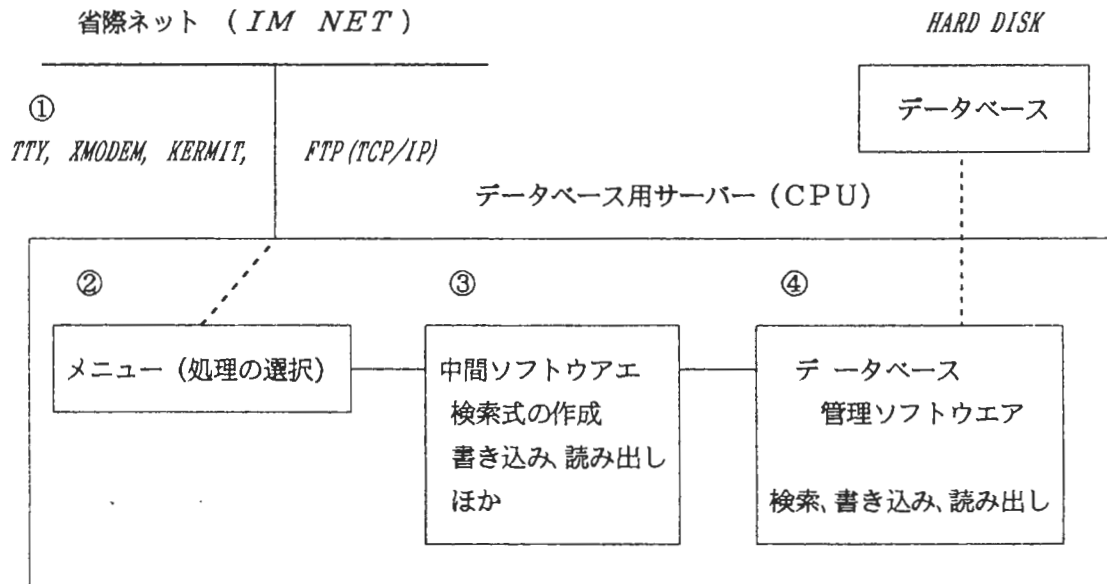 省際ネット (IM NET)
HARD DISK
①
データベース
TTY, XMODEM, KERMIT, FTP(TCP/IP)
データベース用サーバー (CPU)
②
③
④
メニュー (処理の選択)
中間ソフトウアエ
検索式の作成
書き込み、読み出し
ほか
デ ータベース
管理ソフトウエア
検索、書き込み、読み出し